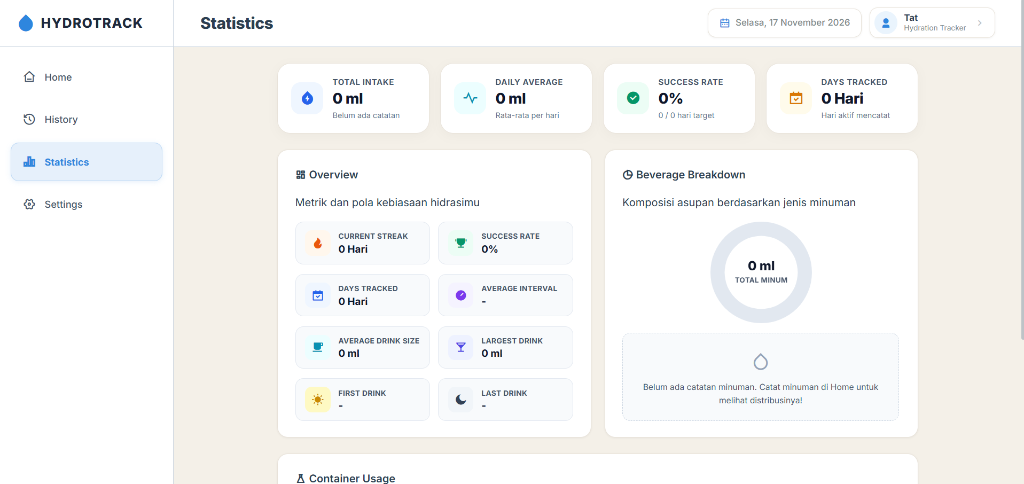 HYDROTRACK
Home
History
Statistics
Settings
Statistics
Selasa, 17 November 2026
Tat
Hydration Tracker
TOTAL INTAKE
0 ml
Belum ada catatan
DAILY AVERAGE
0 ml
Rata-rata per hari
SUCCESS RATE
0%
0 / 0 hari target
DAYS TRACKED
0 Hari
Hari aktif mencatat
Overview
Metrik dan pola kebiasaan hidrasimu
CURRENT STREAK
0 Hari
SUCCESS RATE
0%
DAYS TRACKED
0 Hari
AVERAGE INTERVAL
-
AVERAGE DRINK SIZE
0 ml
LARGEST DRINK
0 ml
FIRST DRINK
-
LAST DRINK
-
Beverage Breakdown
Komposisi asupan berdasarkan jenis minuman
0 ml
TOTAL MINUM
Belum ada catatan minuman. Catat minuman di Home untuk
melihat distribusinya!
Container Usage